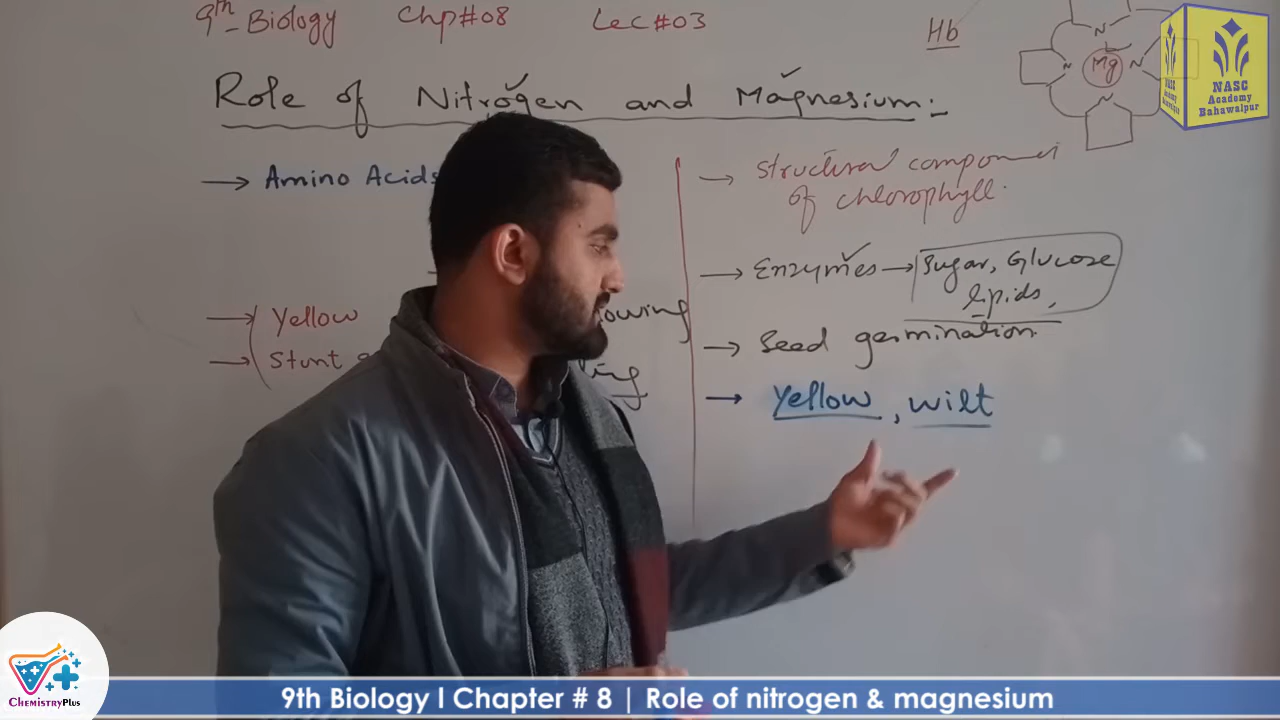 9th Biology Chp#08 Lec#03
Hb
N
N Mg N
N
Role of Nitrogen and Magnesium:-
→ Amino Acids
→ Yellow
→ Stunt
lowing
ing
→ Structural component
of chlorophyll.
→ Enzymes → Sugar, Glucose
lipids,
→ Seed germination.
→ Yellow, wilt
NASC
Academy
Bahawalpur
ChemistryPlus
9th Biology l Chapter # 8 | Role of nitrogen & magnesium